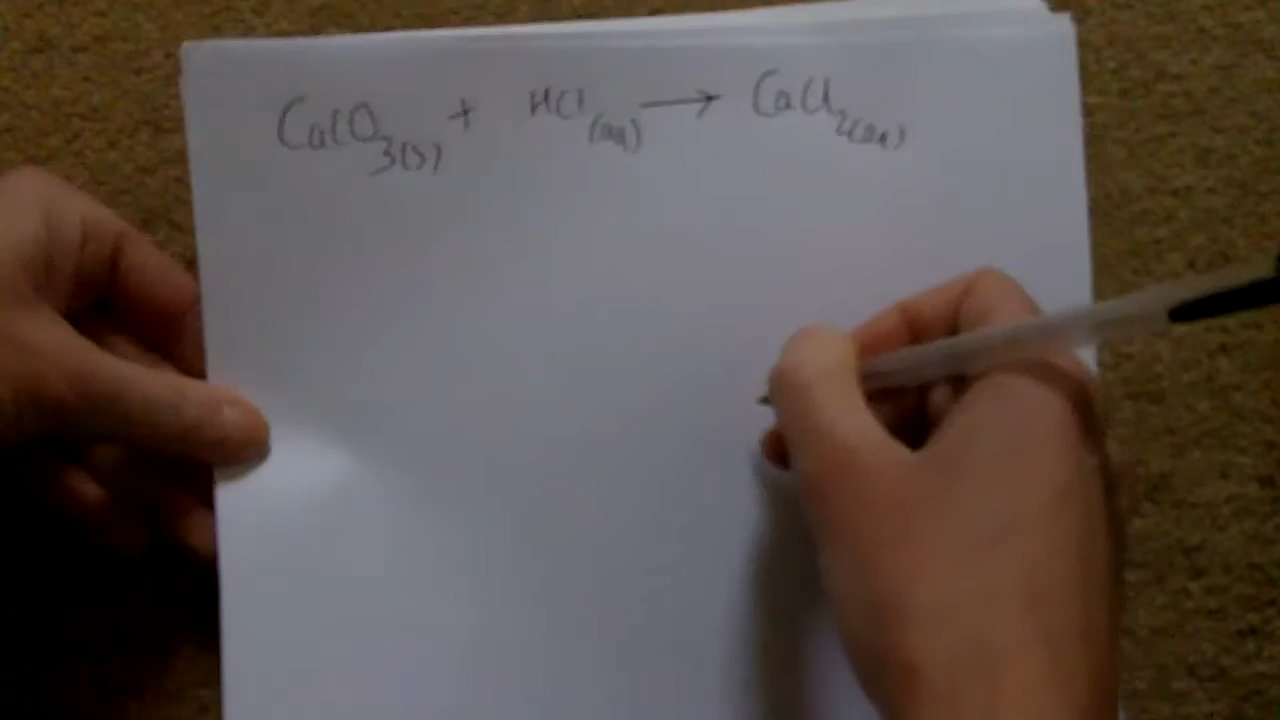 CaCO3(s) + HCl(aq) → CaCl2(aq)